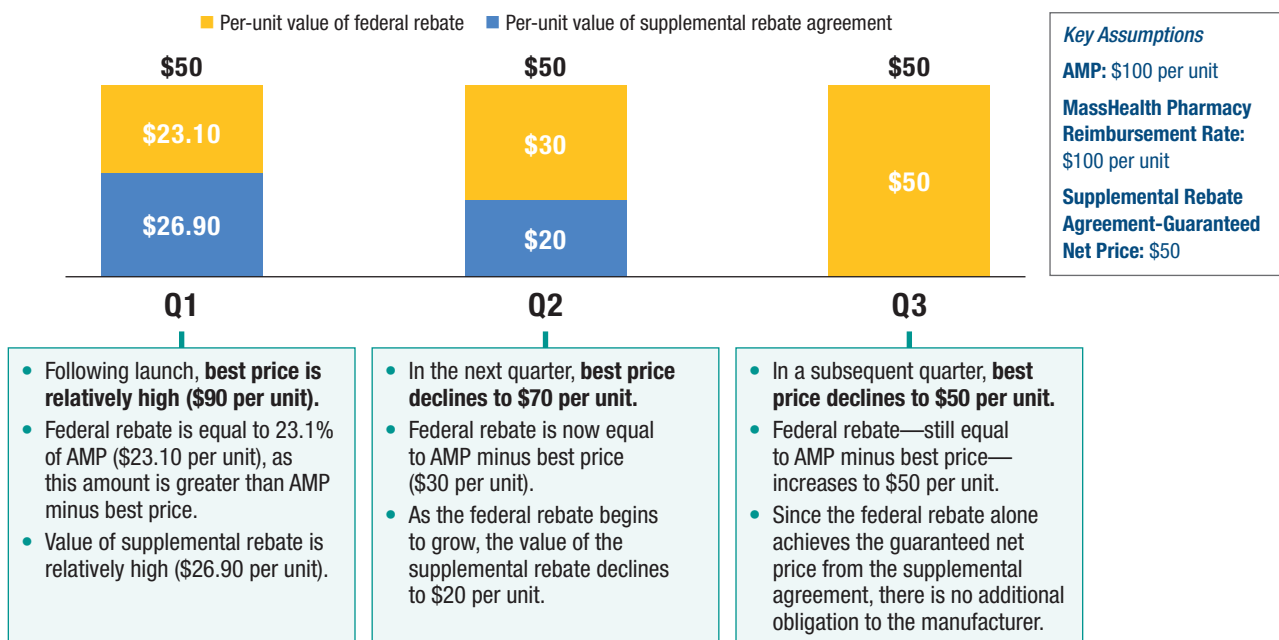 Per-unit value of federal rebate
Per-unit value of supplemental rebate agreement
$50
$23.10
$26.90
Q1
$50
$30
$20
Q2
$50
$50
Q3
Key Assumptions
AMP: $100 per unit
MassHealth Pharmacy
Reimbursement Rate:
$100 per unit
Supplemental Rebate
Agreement-Guaranteed
Net Price: $50
• Following launch, best price is
relatively high ($90 per unit).
• Federal rebate is equal to 23.1%
of AMP ($23.10 per unit), as
this amount is greater than AMP
minus best price.
• Value of supplemental rebate is
relatively high ($26.90 per unit).
• In the next quarter, best price
declines to $70 per unit.
• Federal rebate is now equal
to AMP minus best price
($30 per unit).
• As the federal rebate begins
to grow, the value of the
supplemental rebate declines
to $20 per unit.
• In a subsequent quarter, best
price declines to $50 per unit.
• Federal rebate—still equal
to AMP minus best price—
increases to $50 per unit.
• Since the federal rebate alone
achieves the guaranteed net
price from the supplemental
agreement, there is no additional
obligation to the manufacturer.